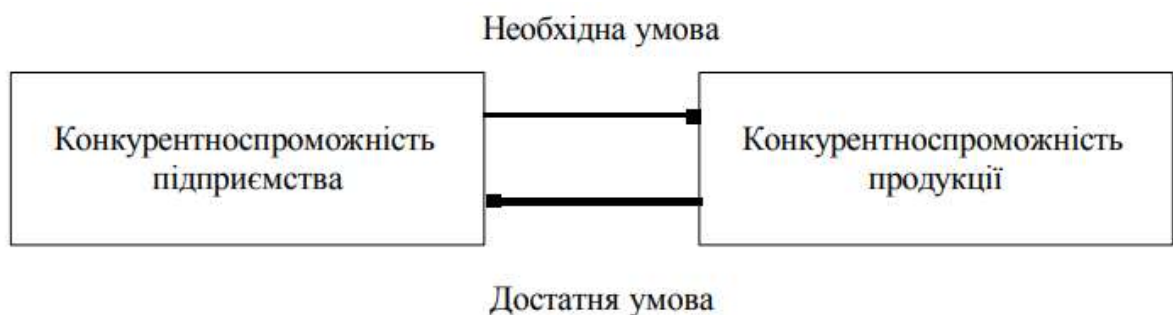 Необхідна умова
Конкурентноспроможність
підприємства
Конкурентноспроможність
продукції
Достатня умова